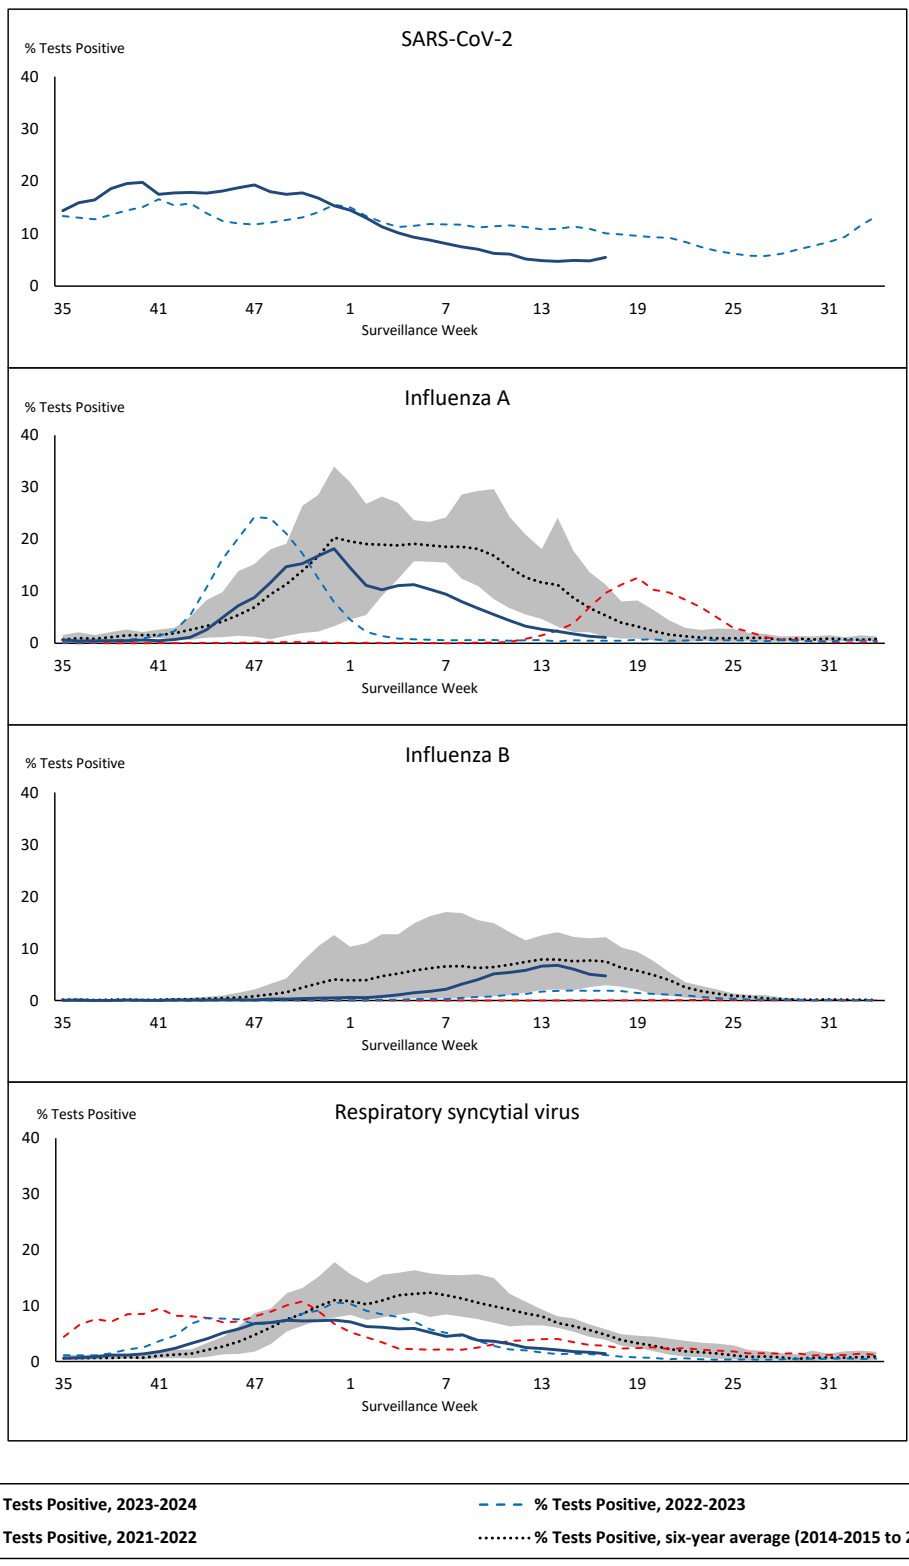 SARS-CoV-2
% Tests Positive
40
30
20
10
0
35 41 47 1 7 13 19 25 31
Surveillance Week
Influenza A
% Tests Positive
40
30
20
10
0
35 41 47 1 7 13 19 25 31
Surveillance Week
Influenza B
% Tests Positive
40
30
20
10
0
35 41 47 1 7 13 19 25 31
Surveillance Week
Respiratory syncytial virus
% Tests Positive
40
30
20
10
0
35 41 47 1 7 13 19 25 31
Surveillance Week
Tests Positive, 2023-2024 % Tests Positive, 2022-2023
Tests Positive, 2021-2022 % Tests Positive, six-year average (2014-2015 to